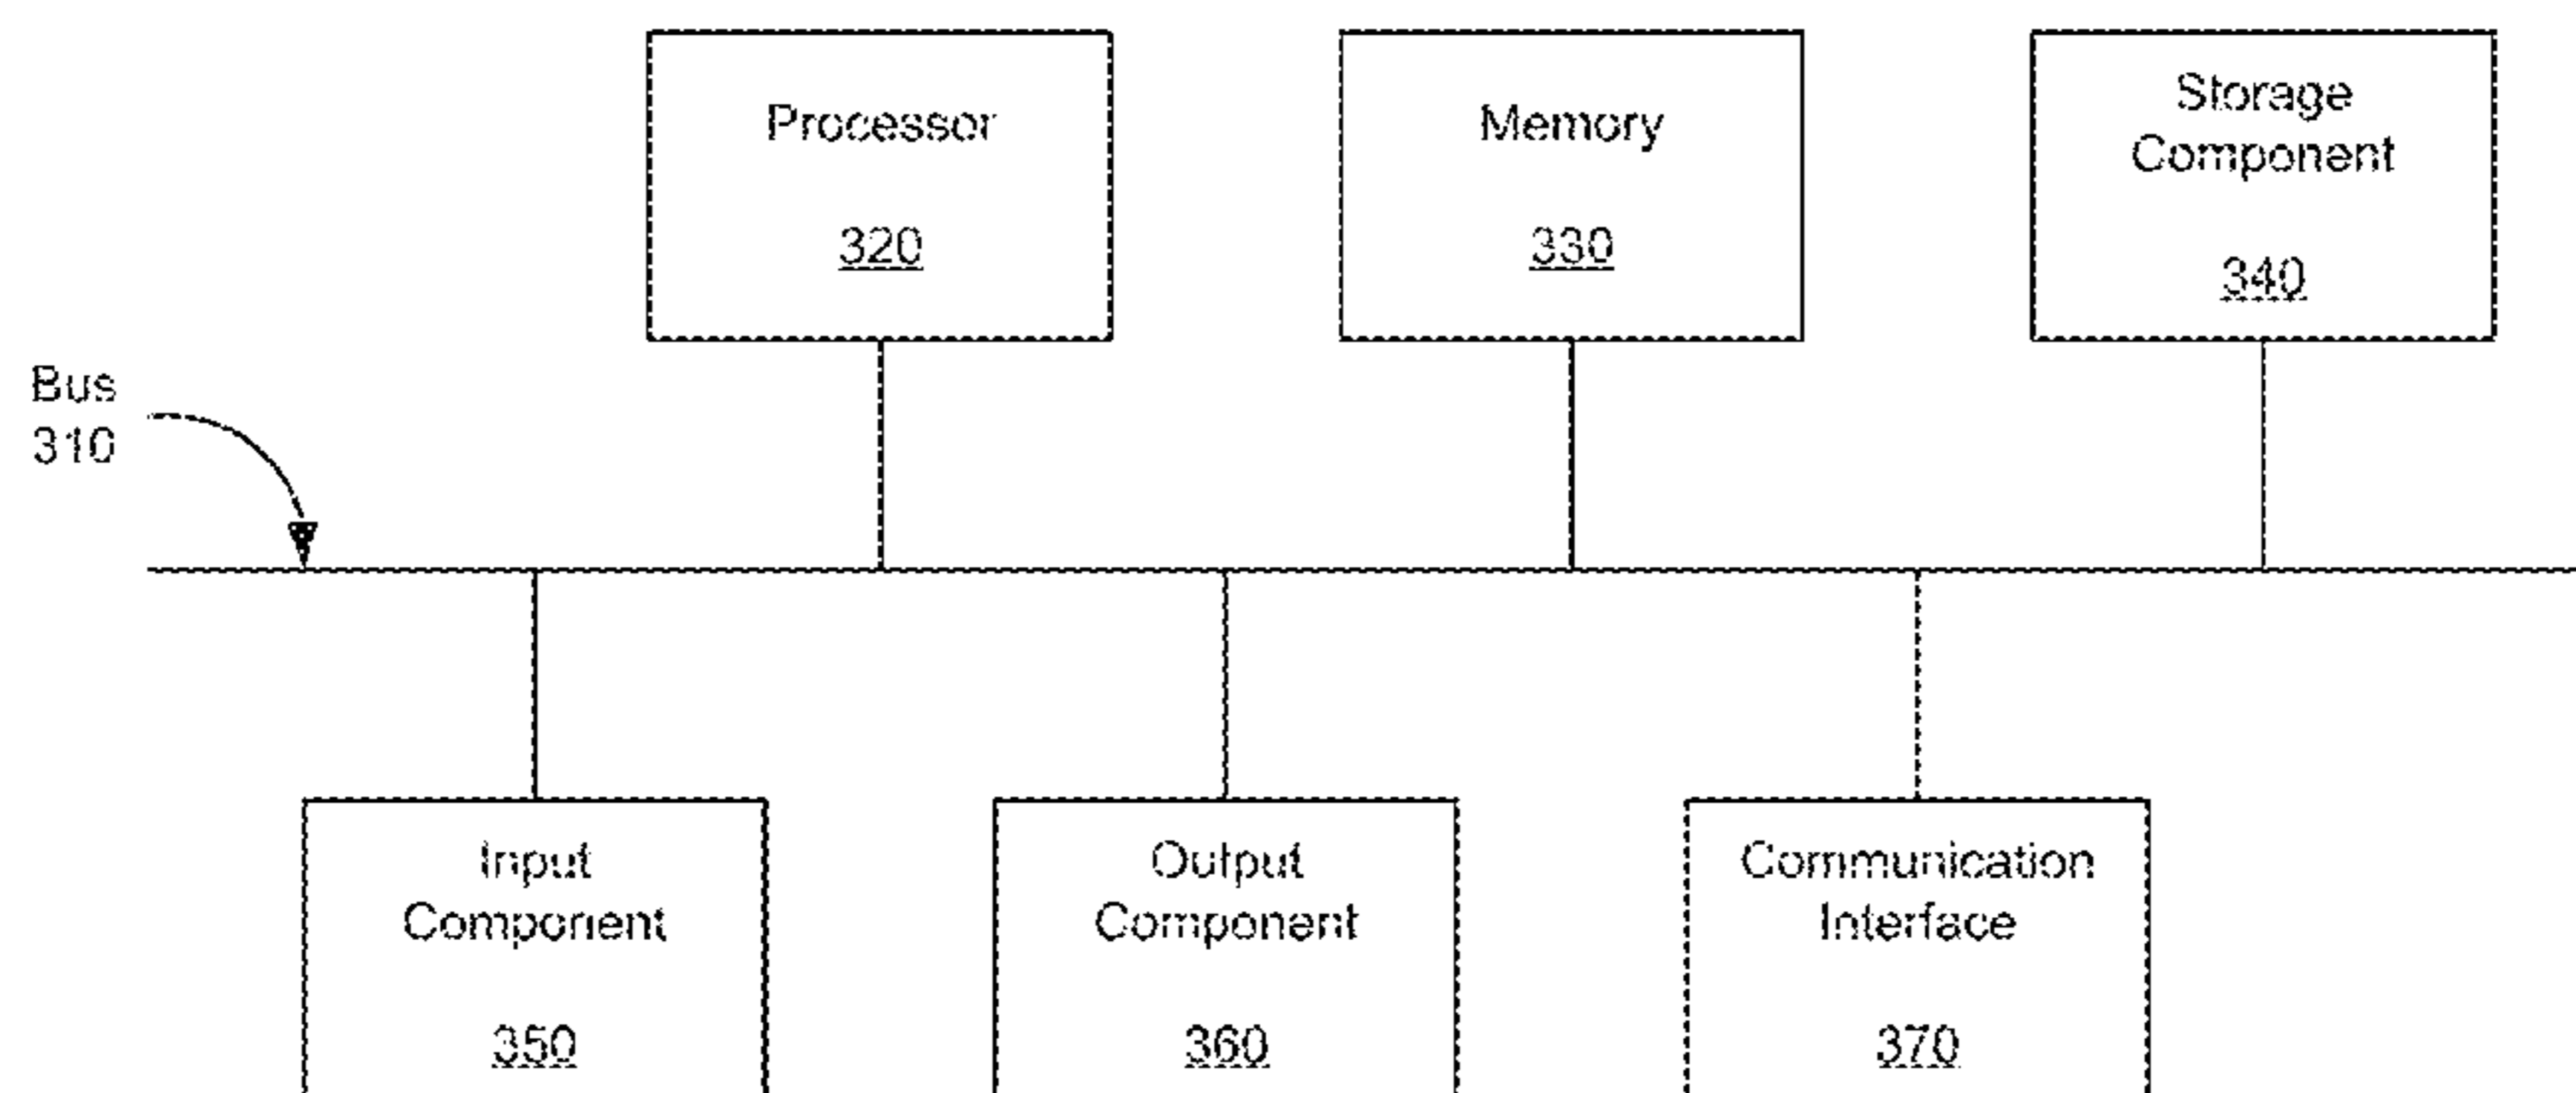 Processor
320
Memory
330
Storage
Component
340
Bus
310
Input
Component
350
Output
Component
360
Communication
Interface
370